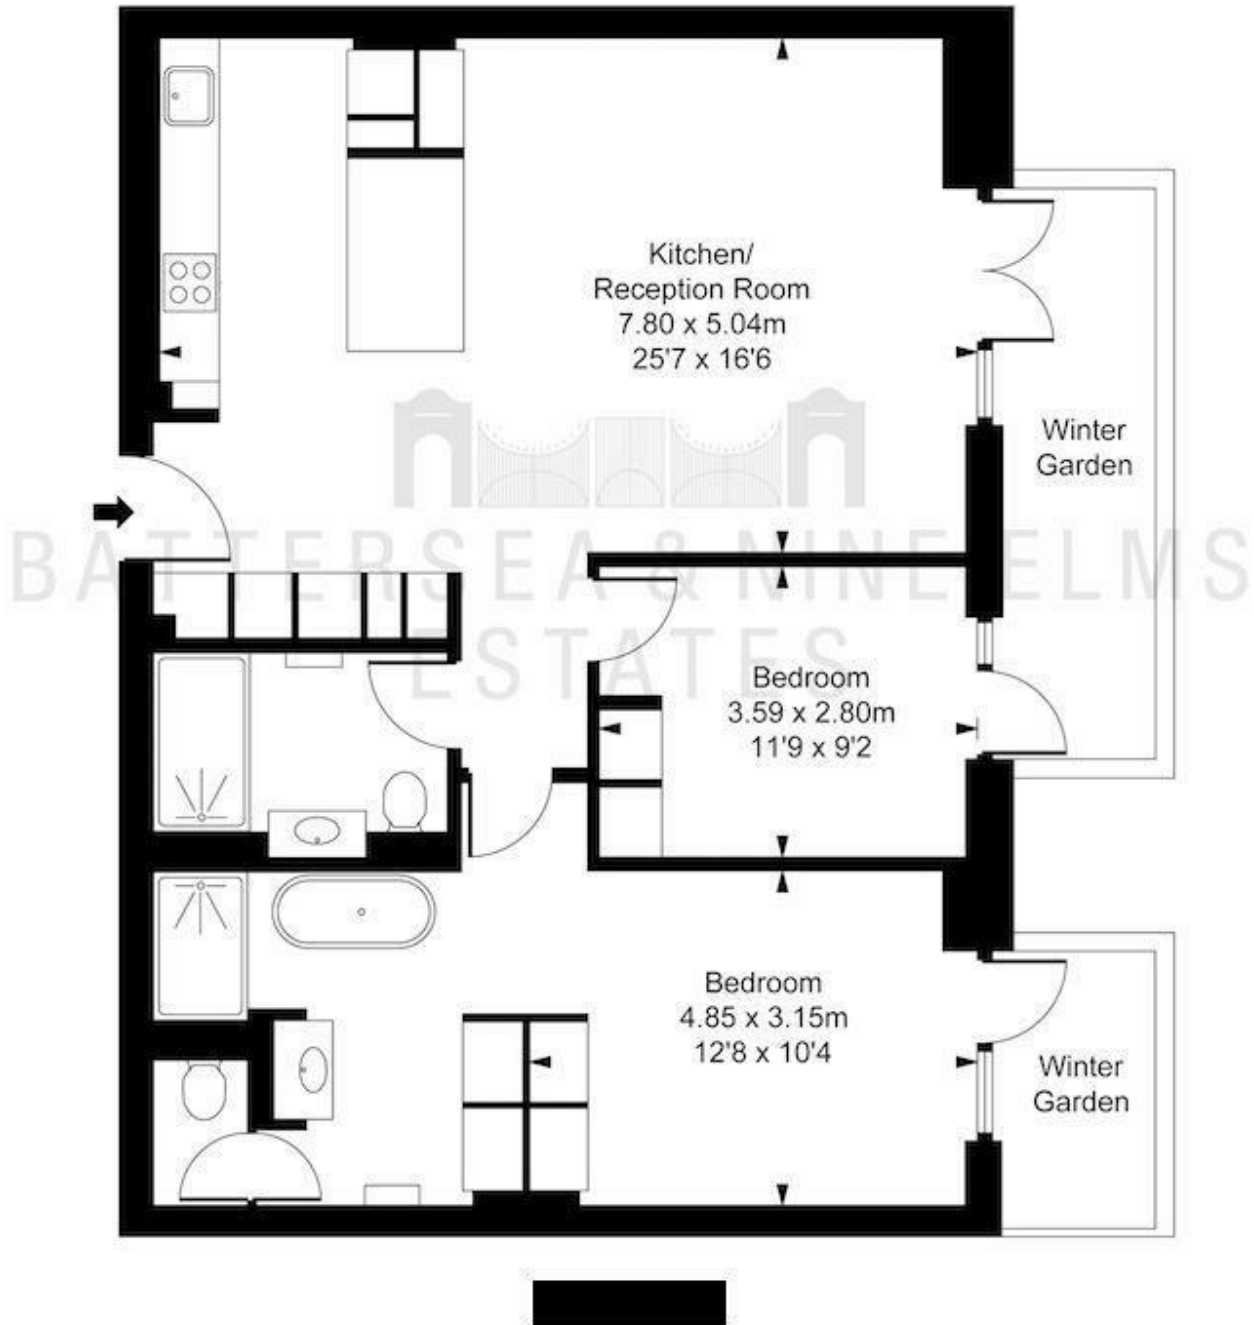 Kitchen/
Reception Room
7.80 x 5.04m
25'7 x 16'6
Winter
Garden
BATTERSEA & NINE ELMS
ESTATES
Bedroom
3.59 x 2.80m
11'9 x 9'2
Bedroom
4.85 x 3.15m
12'8 x 10'4
Winter
Garden